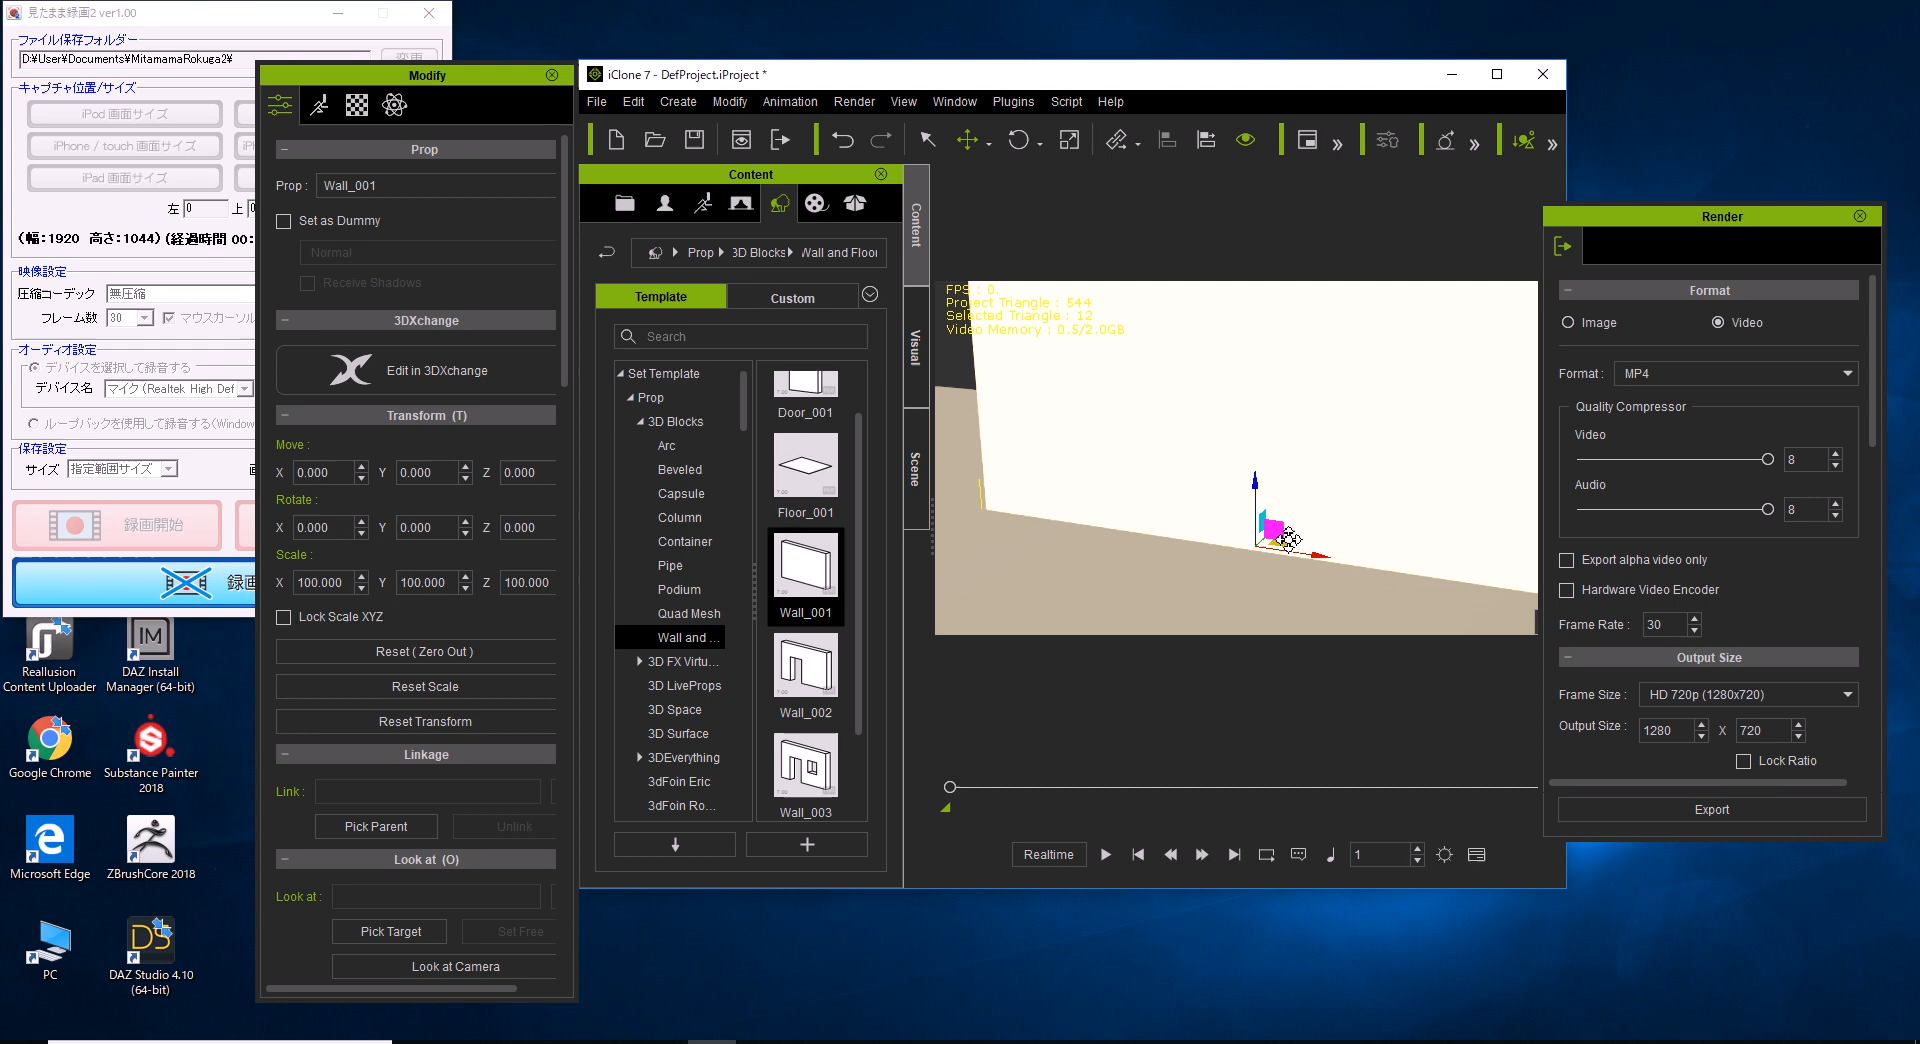 見たまま録画2 ver1.00
ファイル保存フォルダー
D:¥User¥Documents¥MitamamaRokuga2¥
変更
キャプチャ位置/サイズ
iPod 画面サイズ
iPhone / touch 画面サイズ
iPad 画面サイズ
左 0 上
(幅:1920 高さ:1044) (経過時間 00:
映像設定
圧縮コーデック 無圧縮
フレーム数 30 マウスカーソル
オーディオ設定
デバイスを選択して録音する
デバイス名 マイク (Realtek High Def
ループバックを使用して録音する(Window
保存設定
サイズ 指定範囲サイズ
録画開始
録画
Reallusion Content Uploader
DAZ Install Manager (64-bit)
Google Chrome
Substance Painter 2018
Microsoft Edge
ZBrushCore 2018
PC
DAZ Studio 4.10 (64-bit)
Modify
Prop
Prop : Wall_001
Set as Dummy
Normal
Receive Shadows
3DXchange
Edit in 3DXchange
Transform (T)
Move :
X 0.000 Y 0.000 Z 0.000
Rotate :
X 0.000 Y 0.000 Z 0.000
Scale :
X 100.000 Y 100.000 Z 100.000
Lock Scale XYZ
Reset ( Zero Out )
Reset Scale
Reset Transform
Linkage
Link :
Pick Parent Unlink
Look at (O)
Look at :
Pick Target Set Free
Look at Camera
iClone 7 - DefProject.iProject *
File Edit Create Modify Animation Render View Window Plugins Script Help
Content
Prop 3D Blocks Wall and Floor
Template Custom
Search
Set Template
Prop
3D Blocks
Arc
Beveled
Capsule
Column
Container
Pipe
Podium
Quad Mesh
Wall and ...
3D FX Virtu...
3D LiveProps
3D Space
3D Surface
3DEverything
3dFoin Eric
3dFoin Ro...
Door_001
Floor_001
Wall_001
Wall_002
Wall_003
Content
Visual
Scene
FPS : 0.
Project Triangle : 544
Selected Triangle : 12
Video Memory : 0.5/2.0GB
Realtime 1
Render
Format
Image Video
Format : MP4
Quality Compressor
Video
8
Audio
8
Export alpha video only
Hardware Video Encoder
Frame Rate : 30
Output Size
Frame Size : HD 720p (1280x720)
Output Size : 1280 X 720
Lock Ratio
Export